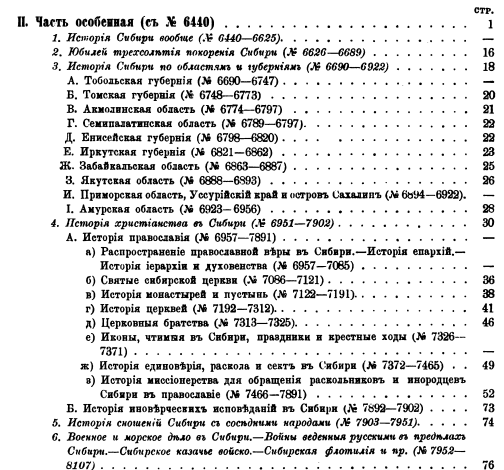 стр.
II. Часть особенная (съ № 6440) . . . . . 1
1. Исторія Сибири вообще (№ 6440—6625). . . . . —
2. Юбилей трехсотлѣтія покоренія Сибири (№ 6626—6689) . . . . . 16
3. Исторія Сибири по областямъ и губерніямъ (№ 6690—6922) . . . . . 18
А. Тобольская губернія (№ 6690—6747) . . . . . —
Б. Томская губернія (№ 6748—6773) . . . . . 20
В. Акмолинская область (№ 6774—6797) . . . . . 21
Г. Семипалатинская область (№ 6789—6797). . . . . 22
Д. Енисейская губернія (№ 6798—6820) . . . . . 22
Е. Иркутская губернія (№ 6821—6862) . . . . . 23
Ж. Забайкальская область (№ 6863—6887) . . . . . 25
З. Якутская область (№ 6888—6893) . . . . . 26
И. Приморская область, Уссурійскій край и островъ Сахалинъ (№ 6894—6922). —
І. Амурская область (№ 6923—6956) . . . . . 28
4. Исторія христіанства въ Сибири (№ 6951—7902) . . . . . 30
А. Исторія православія (№ 6957—7891) . . . . . —
а) Распространеніе православной вѣры въ Сибири.—Исторія епархій.—
Исторія іерархіи и духовенства (№ 6957—7085) . . . . . —
б) Святые сибирской церкви (№ 7086—7121) . . . . . 36
в) Исторія монастырей и пустынь (№ 7122—7191). . . . . 38
г) Исторія церквей (№ 7192—7312). . . . . 41
д) Церковныя братства (№ 7313—7325). . . . . 46
е) Иконы, чтимыя въ Сибири, праздники и крестные ходы (№ 7326—
7371) . . . . . —
ж) Исторія единовѣрія, раскола и сектъ въ Сибири (№ 7372—7465) . . . . . 49
з) Исторія миссіонерства для обращенія раскольниковъ и инородцевъ
Сибири въ православіе (№ 7466—7891) . . . . . 52
Б. Исторія иновѣрческихъ исповѣданій въ Сибири (№ 7892—7902) . . . . . 73
5. Исторія сношеній Сибири съ сосѣдними народами (№ 7903—7951). . . . . 74
6. Военное и морское дѣло въ Сибири.—Войны веденныя русскими въ предѣлахъ
Сибири.—Сибирское казачье войско.—Сибирская флотилія и пр. (№ 7952—
8107) . . . . . 76